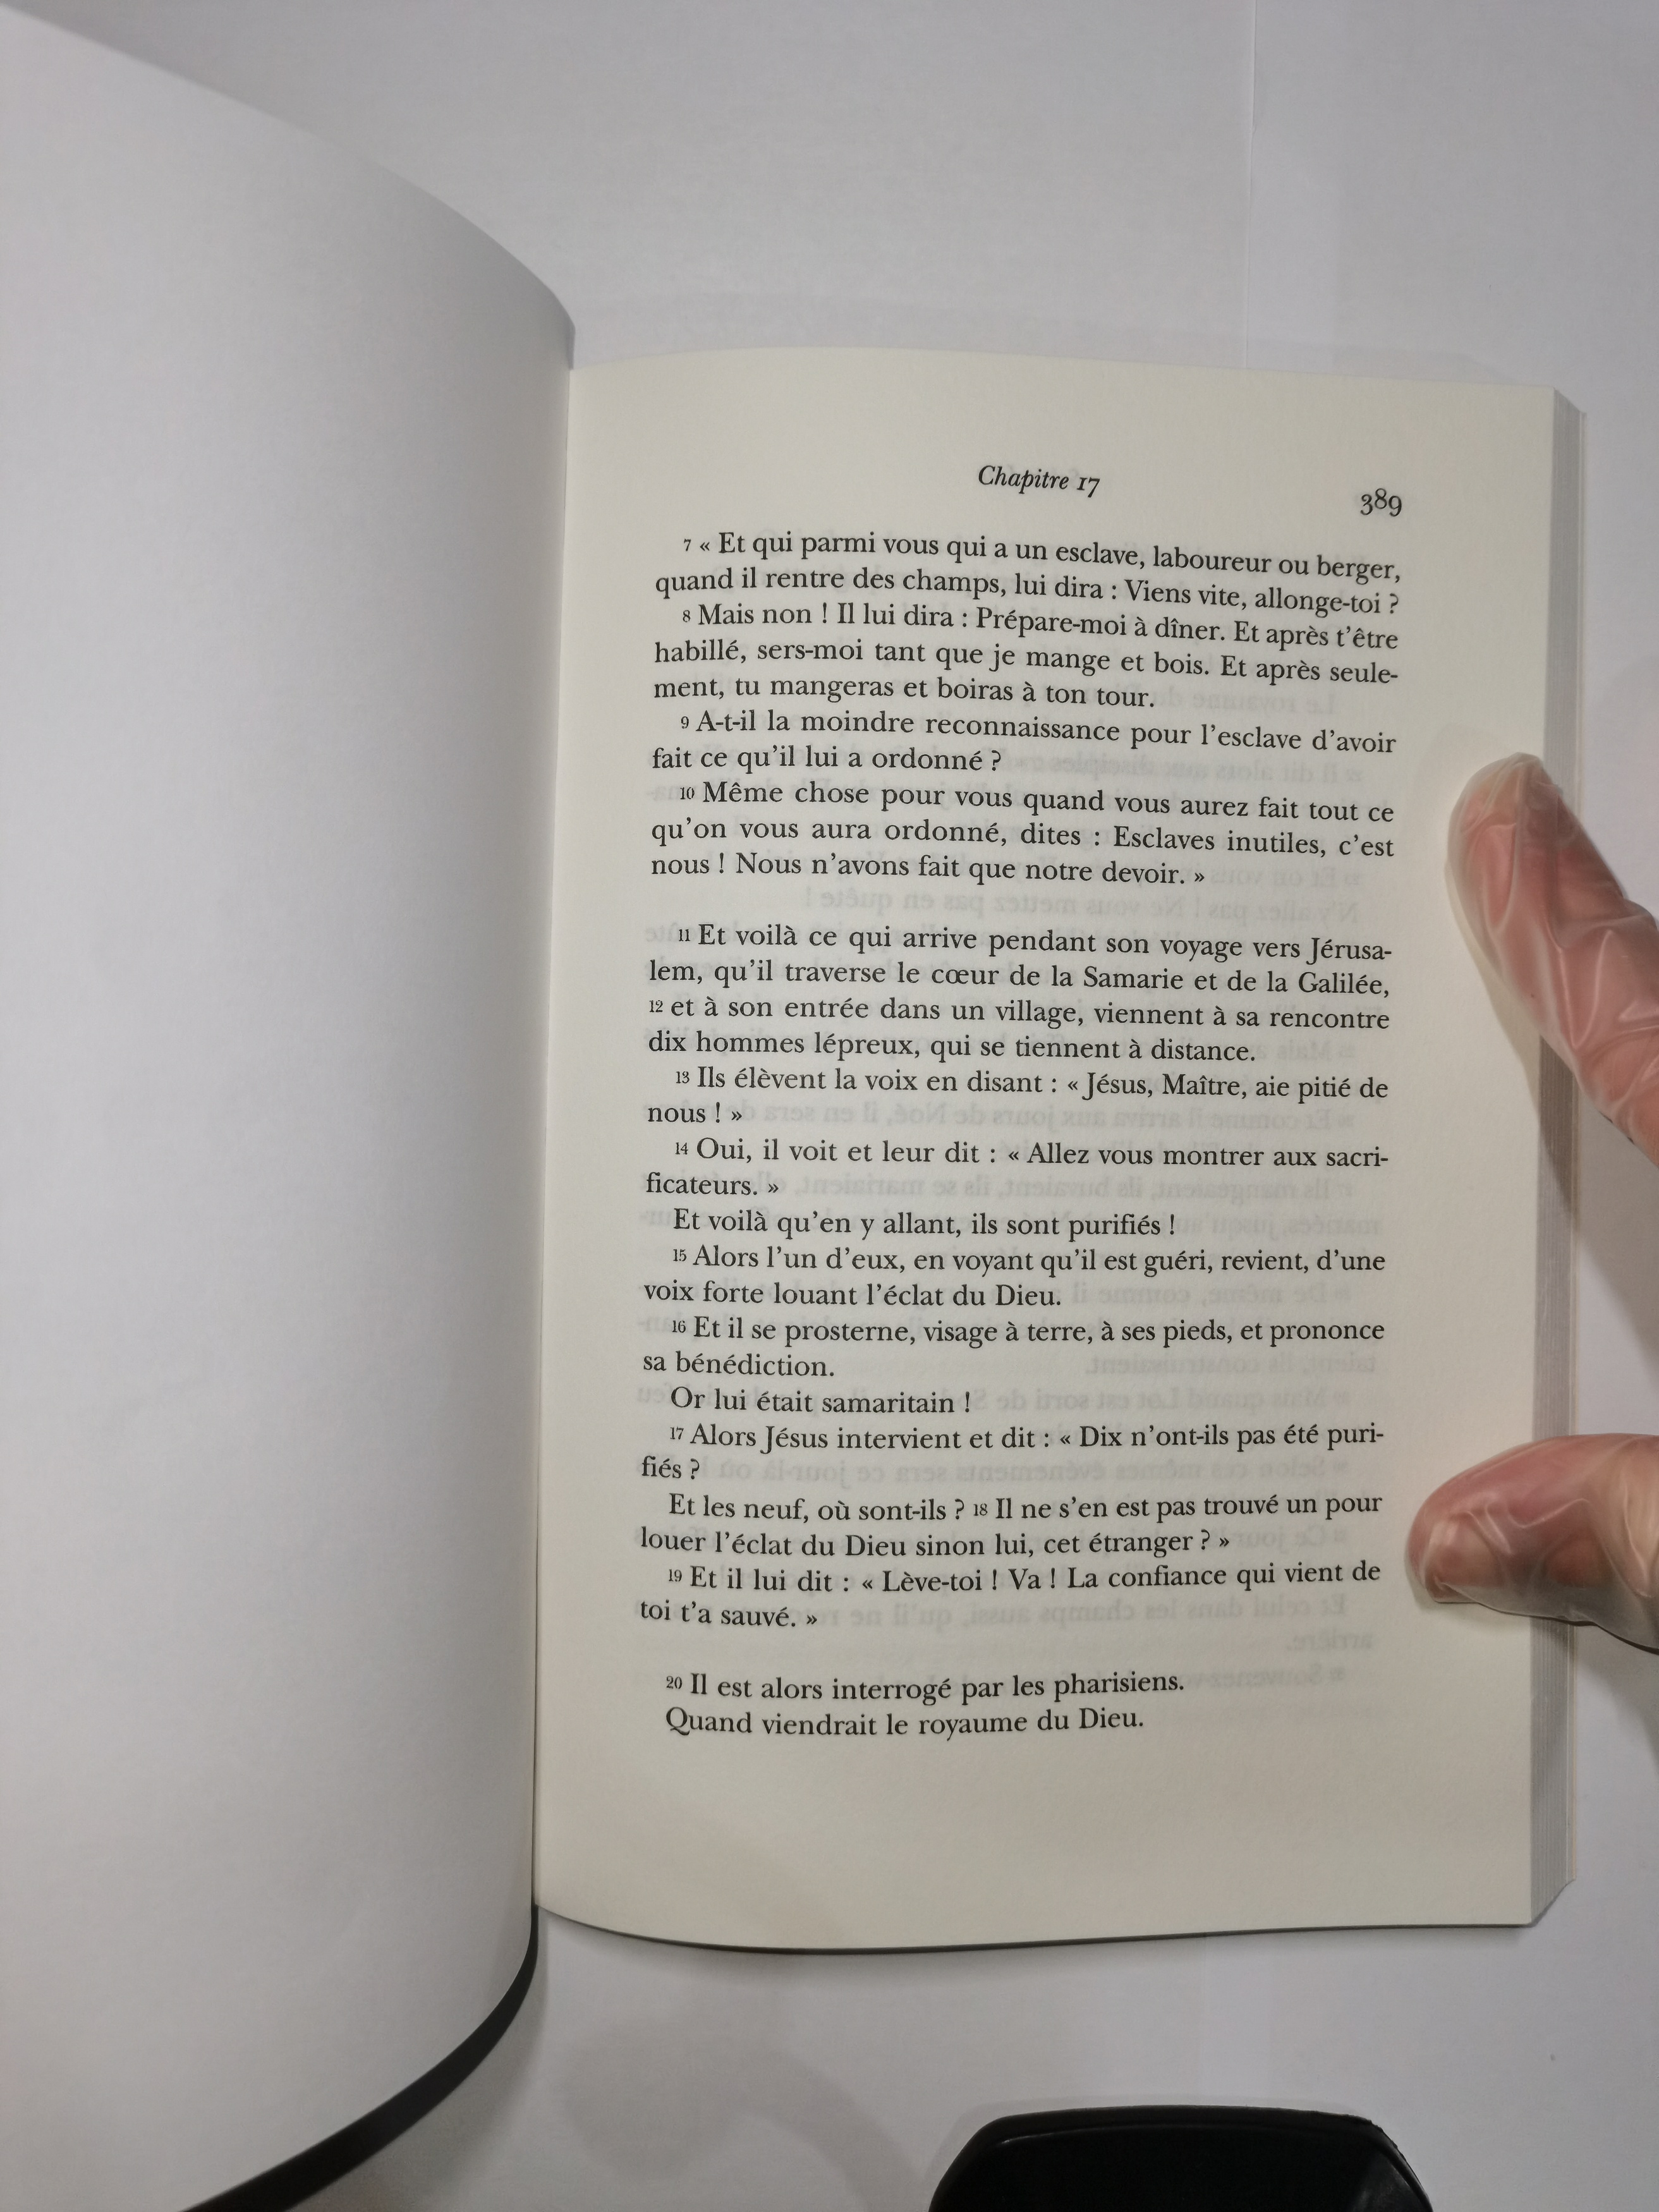 Chapitre 17
389
7 « Et qui parmi vous qui a un esclave, laboureur ou berger,
quand il rentre des champs, lui dira : Viens vite, allonge-toi ?
8 Mais non ! Il lui dira : Prépare-moi à dîner. Et après t'être
habillé, sers-moi tant que je mange et bois. Et après seule-
ment, tu mangeras et boiras à ton tour.
9 A-t-il la moindre reconnaissance pour l'esclave d'avoir
fait ce qu'il lui a ordonné ?
10 Même chose pour vous quand vous aurez fait tout ce
qu'on vous aura ordonné, dites : Esclaves inutiles, c'est
nous ! Nous n'avons fait que notre devoir. »
11 Et voilà ce qui arrive pendant son voyage vers Jérusa-
lem, qu'il traverse le cœur de la Samarie et de la Galilée,
12 et à son entrée dans un village, viennent à sa rencontre
dix hommes lépreux, qui se tiennent à distance.
13 Ils élèvent la voix en disant : « Jésus, Maître, aie pitié de
nous ! »
14 Oui, il voit et leur dit : « Allez vous montrer aux sacri-
ficateurs. »
Et voilà qu'en y allant, ils sont purifiés !
15 Alors l'un d'eux, en voyant qu'il est guéri, revient, d'une
voix forte louant l'éclat du Dieu.
16 Et il se prosterne, visage à terre, à ses pieds, et prononce
sa bénédiction.
Or lui était samaritain !
17 Alors Jésus intervient et dit : « Dix n'ont-ils pas été puri-
fiés ?
Et les neuf, où sont-ils ? 18 Il ne s'en est pas trouvé un pour
louer l'éclat du Dieu sinon lui, cet étranger ? »
19 Et il lui dit : « Lève-toi ! Va ! La confiance qui vient de
toi t'a sauvé. »
20 Il est alors interrogé par les pharisiens.
Quand viendrait le royaume du Dieu.